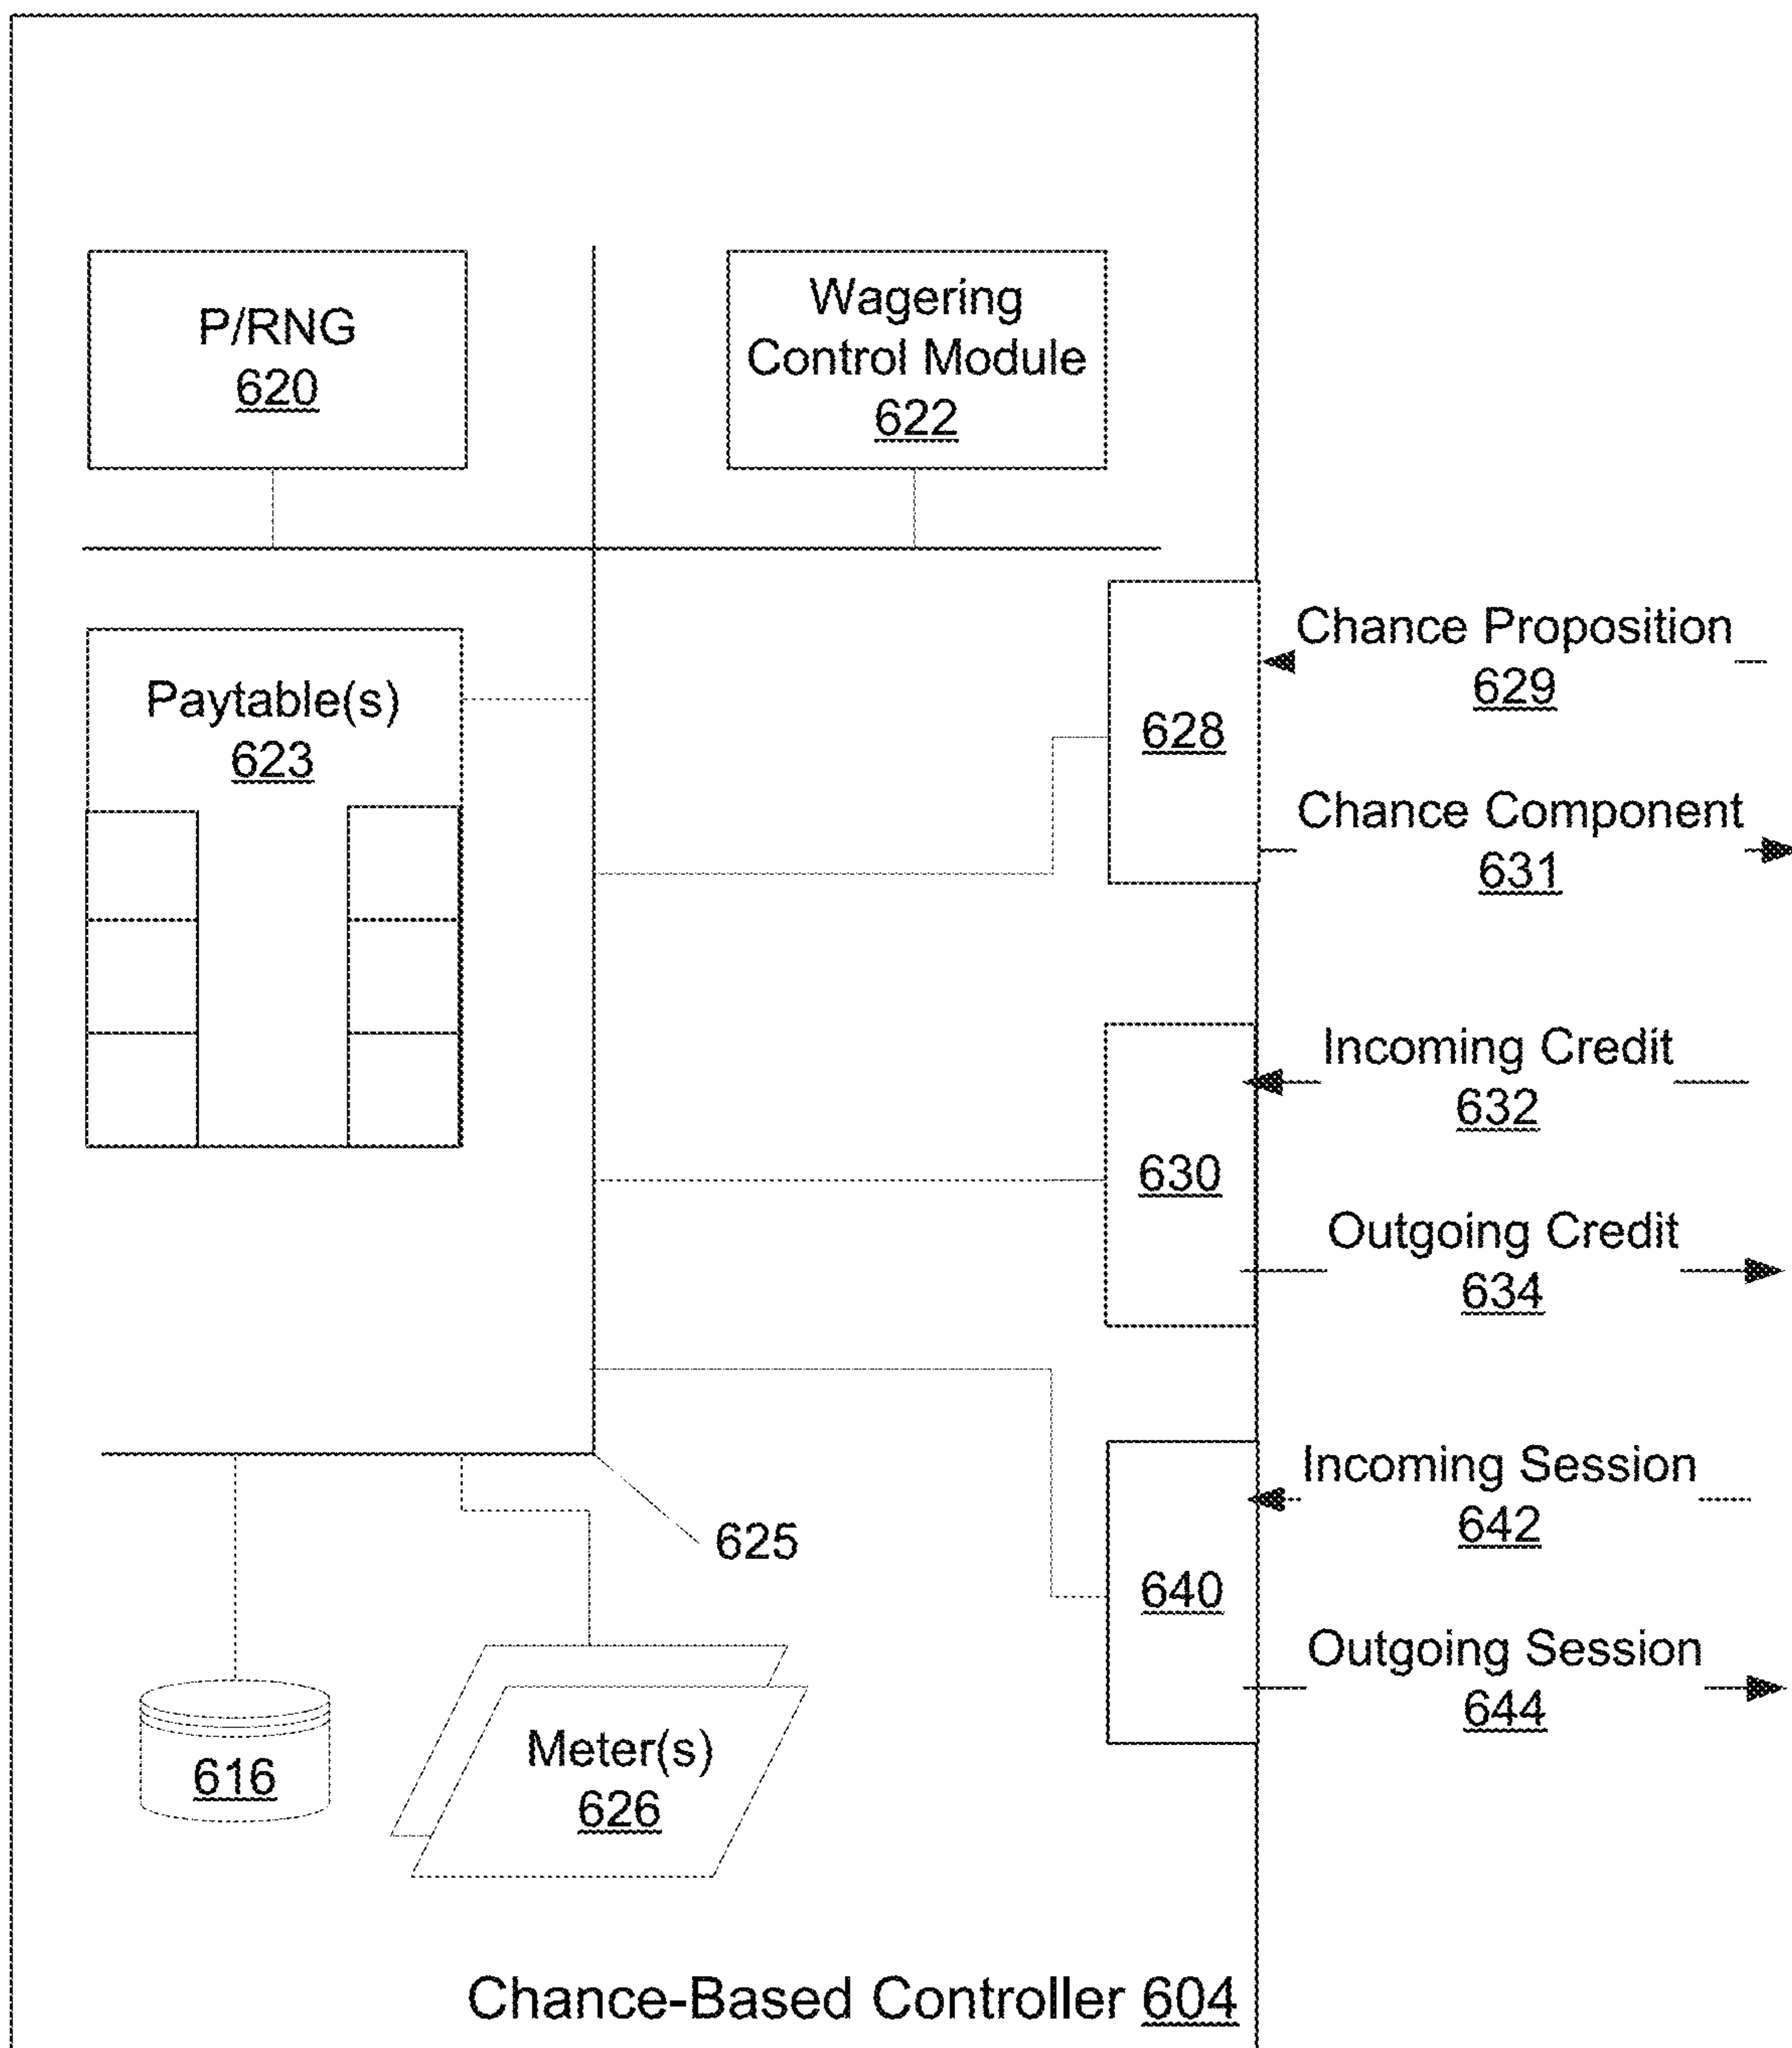 P/RNG
620
Wagering
Control Module
622
Paytable(s)
623
628
Chance Proposition
629
Chance Component
631
630
Incoming Credit
632
Outgoing Credit
634
625
640
Incoming Session
642
Outgoing Session
644
616
Meter(s)
626
Chance-Based Controller 604